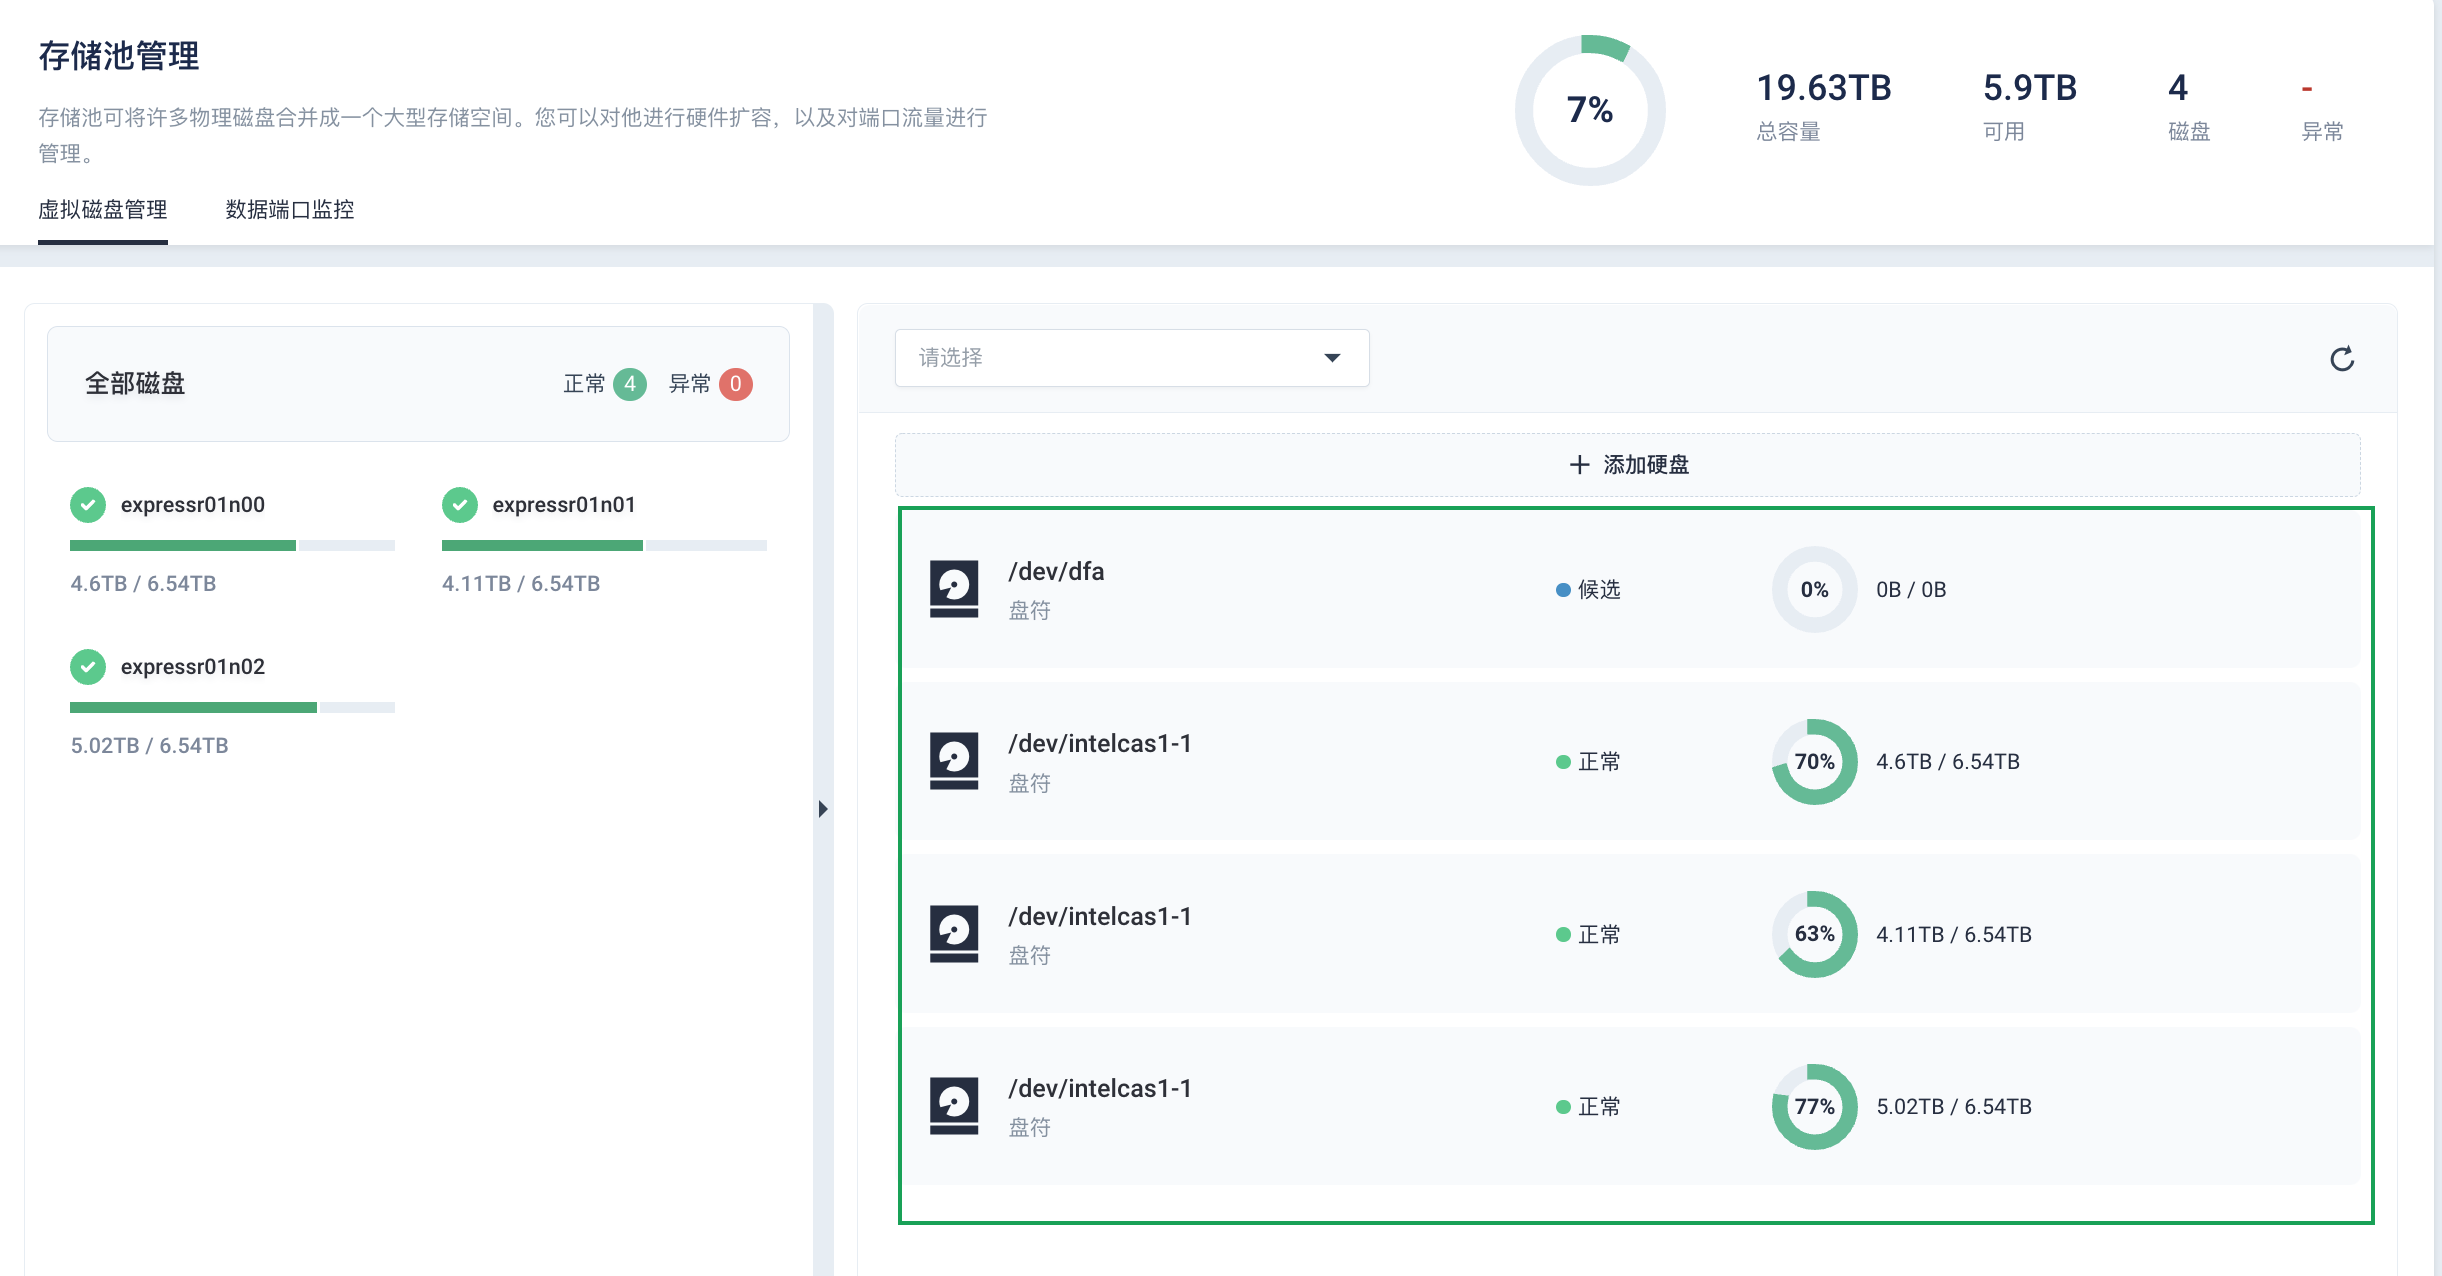 存储池管理
存储池可将许多物理磁盘合并成一个大型存储空间。您可以对他进行硬件扩容，以及对端口流量进行
管理。
7%
19.63TB
总容量
5.9TB
可用
4
磁盘
-
异常
虚拟磁盘管理
数据端口监控
全部磁盘
正常 4 异常 0
expressr01n00
4.6TB / 6.54TB
expressr01n01
4.11TB / 6.54TB
expressr01n02
5.02TB / 6.54TB
请选择
+ 添加硬盘
/dev/dfa
盘符
候选
0%
0B / 0B
/dev/intelcas1-1
盘符
正常
70%
4.6TB / 6.54TB
/dev/intelcas1-1
盘符
正常
63%
4.11TB / 6.54TB
/dev/intelcas1-1
盘符
正常
77%
5.02TB / 6.54TB